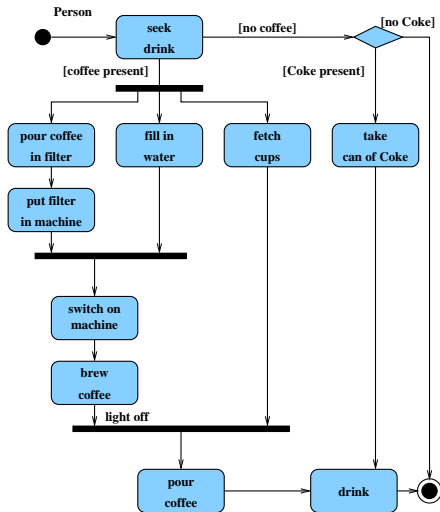 Person
seek
drink
[no coffee]
[no Coke]
[coffee present]
[Coke present]
pour coffee
in filter
fill in
water
fetch
cups
take
can of Coke
put filter
in machine
switch on
machine
brew
coffee
light off
pour
coffee
drink